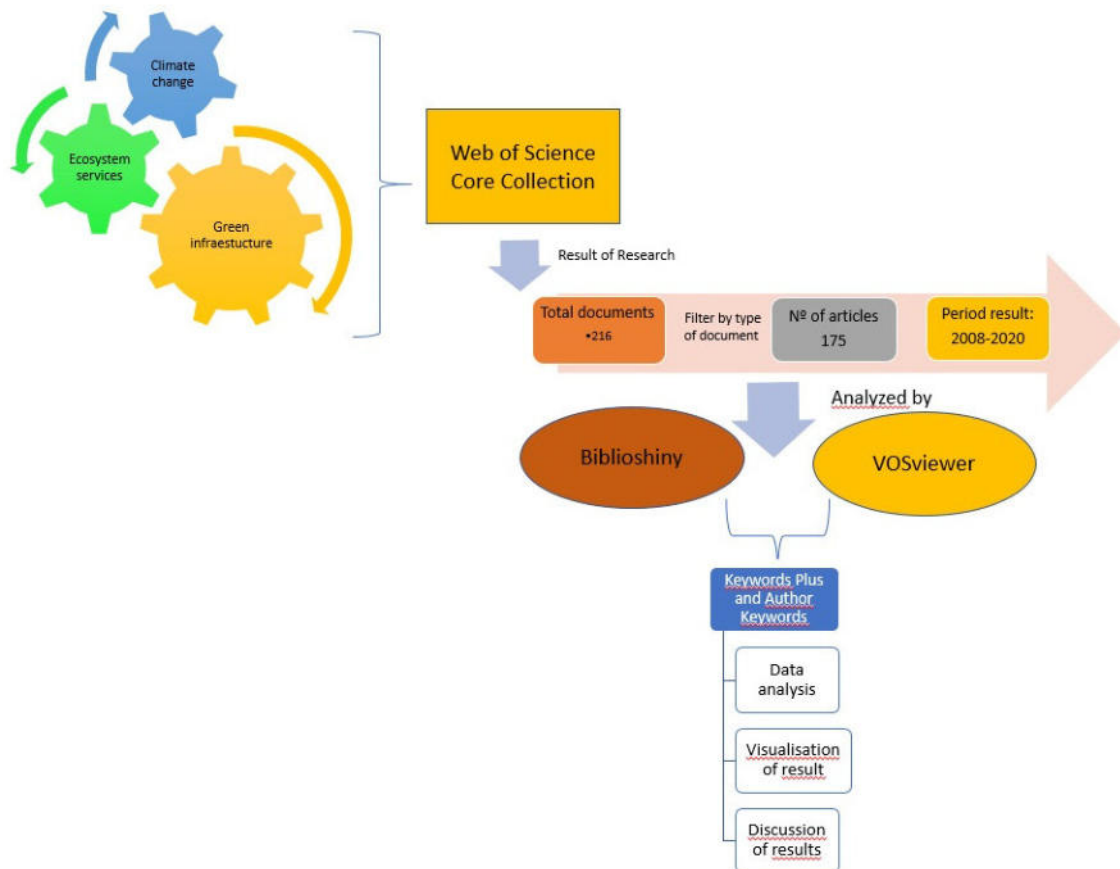 Climate
change
Ecosystem
services
Green
infraestucture
Web of Science
Core Collection
Result of Research
Total documents
•216
Filter by type
of document
Nº of articles
175
Period result:
2008-2020
Analyzed by
Biblioshiny
VOSviewer
Keywords Plus
and Author
Keywords
Data
analysis
Visualisation
of result
Discussion
of results